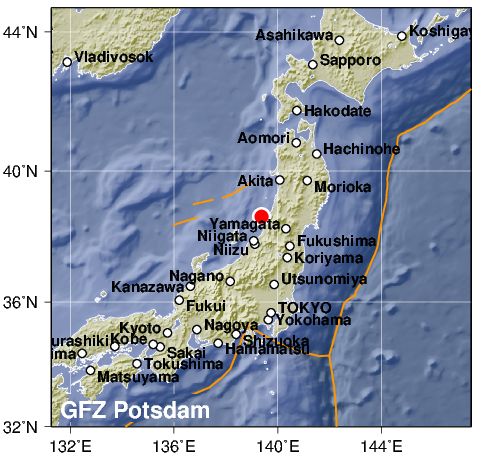 44°N
Asahikawa
Koshigay
Vladivosok
Sapporo
Hakodate
Aomori
Hachinohe
40°N
Akita
Morioka
Yamagata
Niigata
Niizu
Fukushima
Koriyama
Nagano
Utsunomiya
Kanazawa
36°N
Fukui
TOKYO
Yokohama
Kyoto
Nagoya
Shizuoka
urashiki
Kobe
ima
Sakai
Hamamatsu
Tokushima
Matsuyama
GFZ Potsdam
32°N
132°E
136°E
140°E
144°E